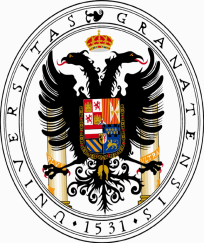 UNIVERSITAS GRANATENSIS
· 1531 ·